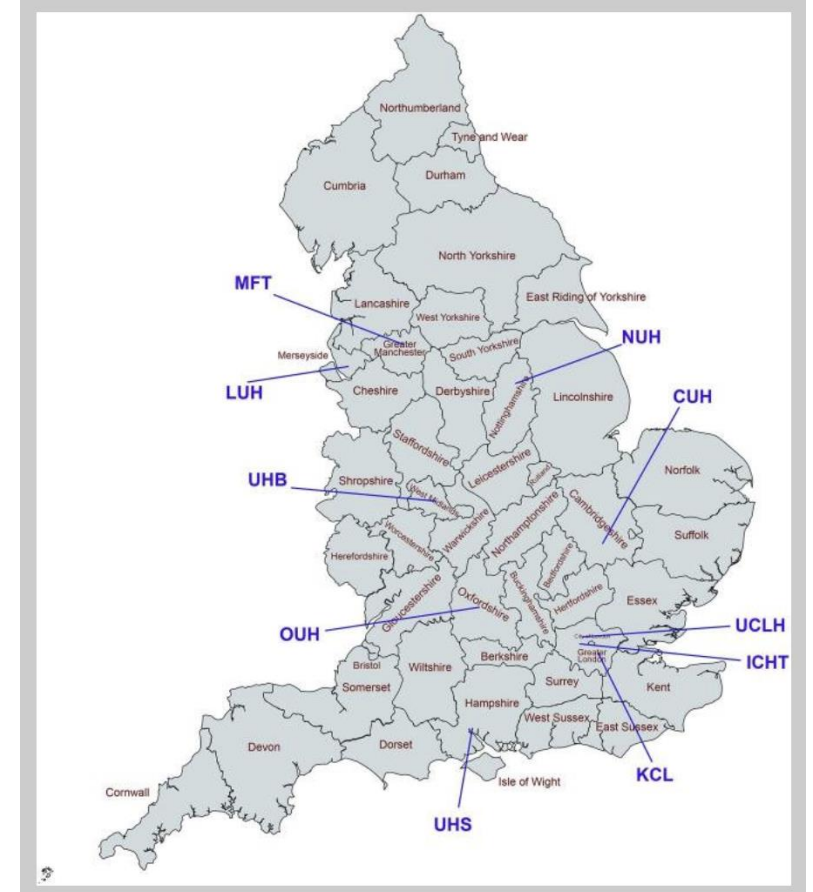 Northumberland
Tyne and Wear
Durham
Cumbria
North Yorkshire
MFT
East Riding of Yorkshire
Lancashire
West Yorkshire
NUH
Greater
Manchester
South Yorkshire
Merseyside
LUH
Cheshire
Derbyshire
Nottinghamshire
Lincolnshire
CUH
Staffordshire
Leicestershire
Rutland
Norfolk
UHB
Shropshire
West Midlands
Northamptonshire
Cambridgeshire
Warwickshire
Worcestershire
Suffolk
Herefordshire
Bedfordshire
Gloucestershire
Oxfordshire
Buckinghamshire
Hertfordshire
Essex
OUH
UCLH
Greater
London
ICHT
Bristol
Berkshire
Wiltshire
Somerset
Surrey
Kent
Hampshire
West Sussex
East Sussex
Devon
Dorset
KCL
Isle of Wight
Cornwall
UHS